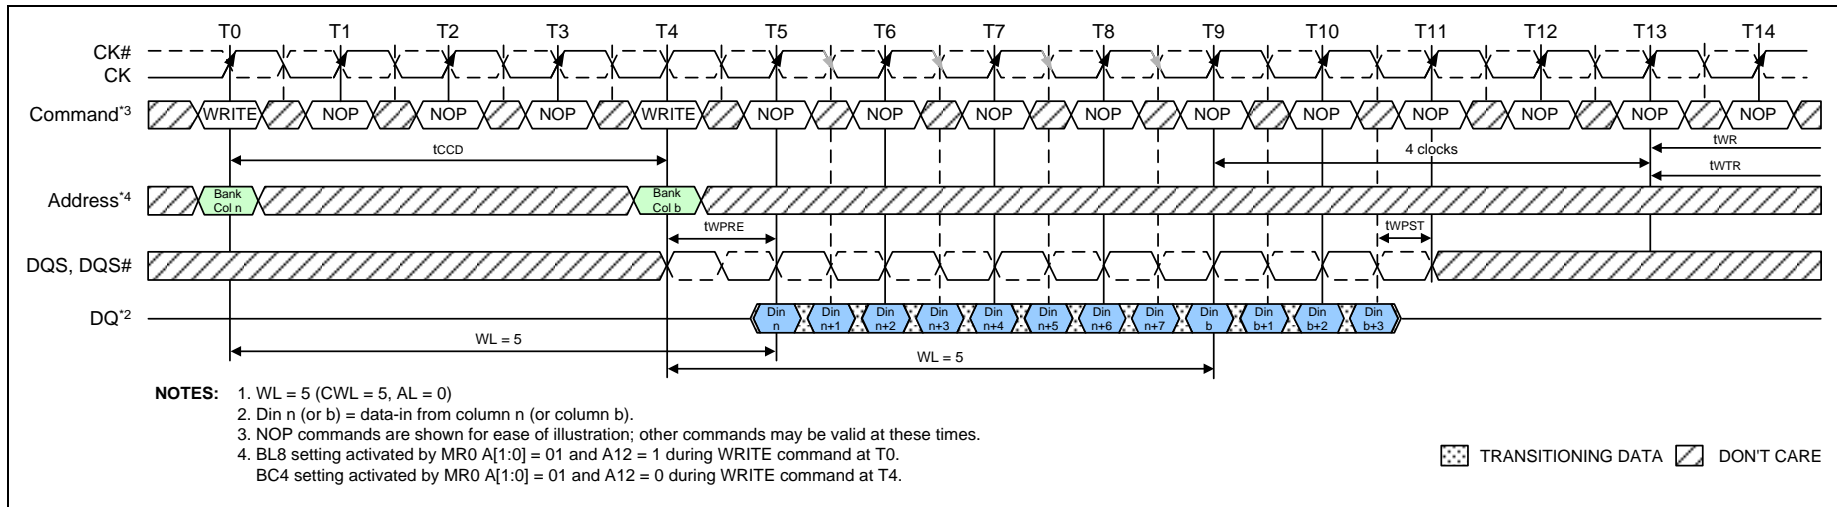 T0 T1 T2 T3 T4 T5 T6 T7 T8 T9 T10 T11 T12 T13 T14
CK#
CK
Command*3 WRITE NOP NOP NOP WRITE NOP NOP NOP NOP NOP NOP NOP NOP NOP NOP
tCCD 4 clocks tWR
tWTR
Address*4 Bank Col n Bank Col b
tWPRE tWPST
DQS, DQS#
DQ*2 Din n Din n+1 Din n+2 Din n+3 Din n+4 Din n+5 Din n+6 Din n+7 Din b Din b+1 Din b+2 Din b+3
WL = 5
WL = 5
NOTES: 1. WL = 5 (CWL = 5, AL = 0)
2. Din n (or b) = data-in from column n (or column b).
3. NOP commands are shown for ease of illustration; other commands may be valid at these times.
4. BL8 setting activated by MR0 A[1:0] = 01 and A12 = 1 during WRITE command at T0.
BC4 setting activated by MR0 A[1:0] = 01 and A12 = 0 during WRITE command at T4.
TRANSITIONING DATA DON'T CARE